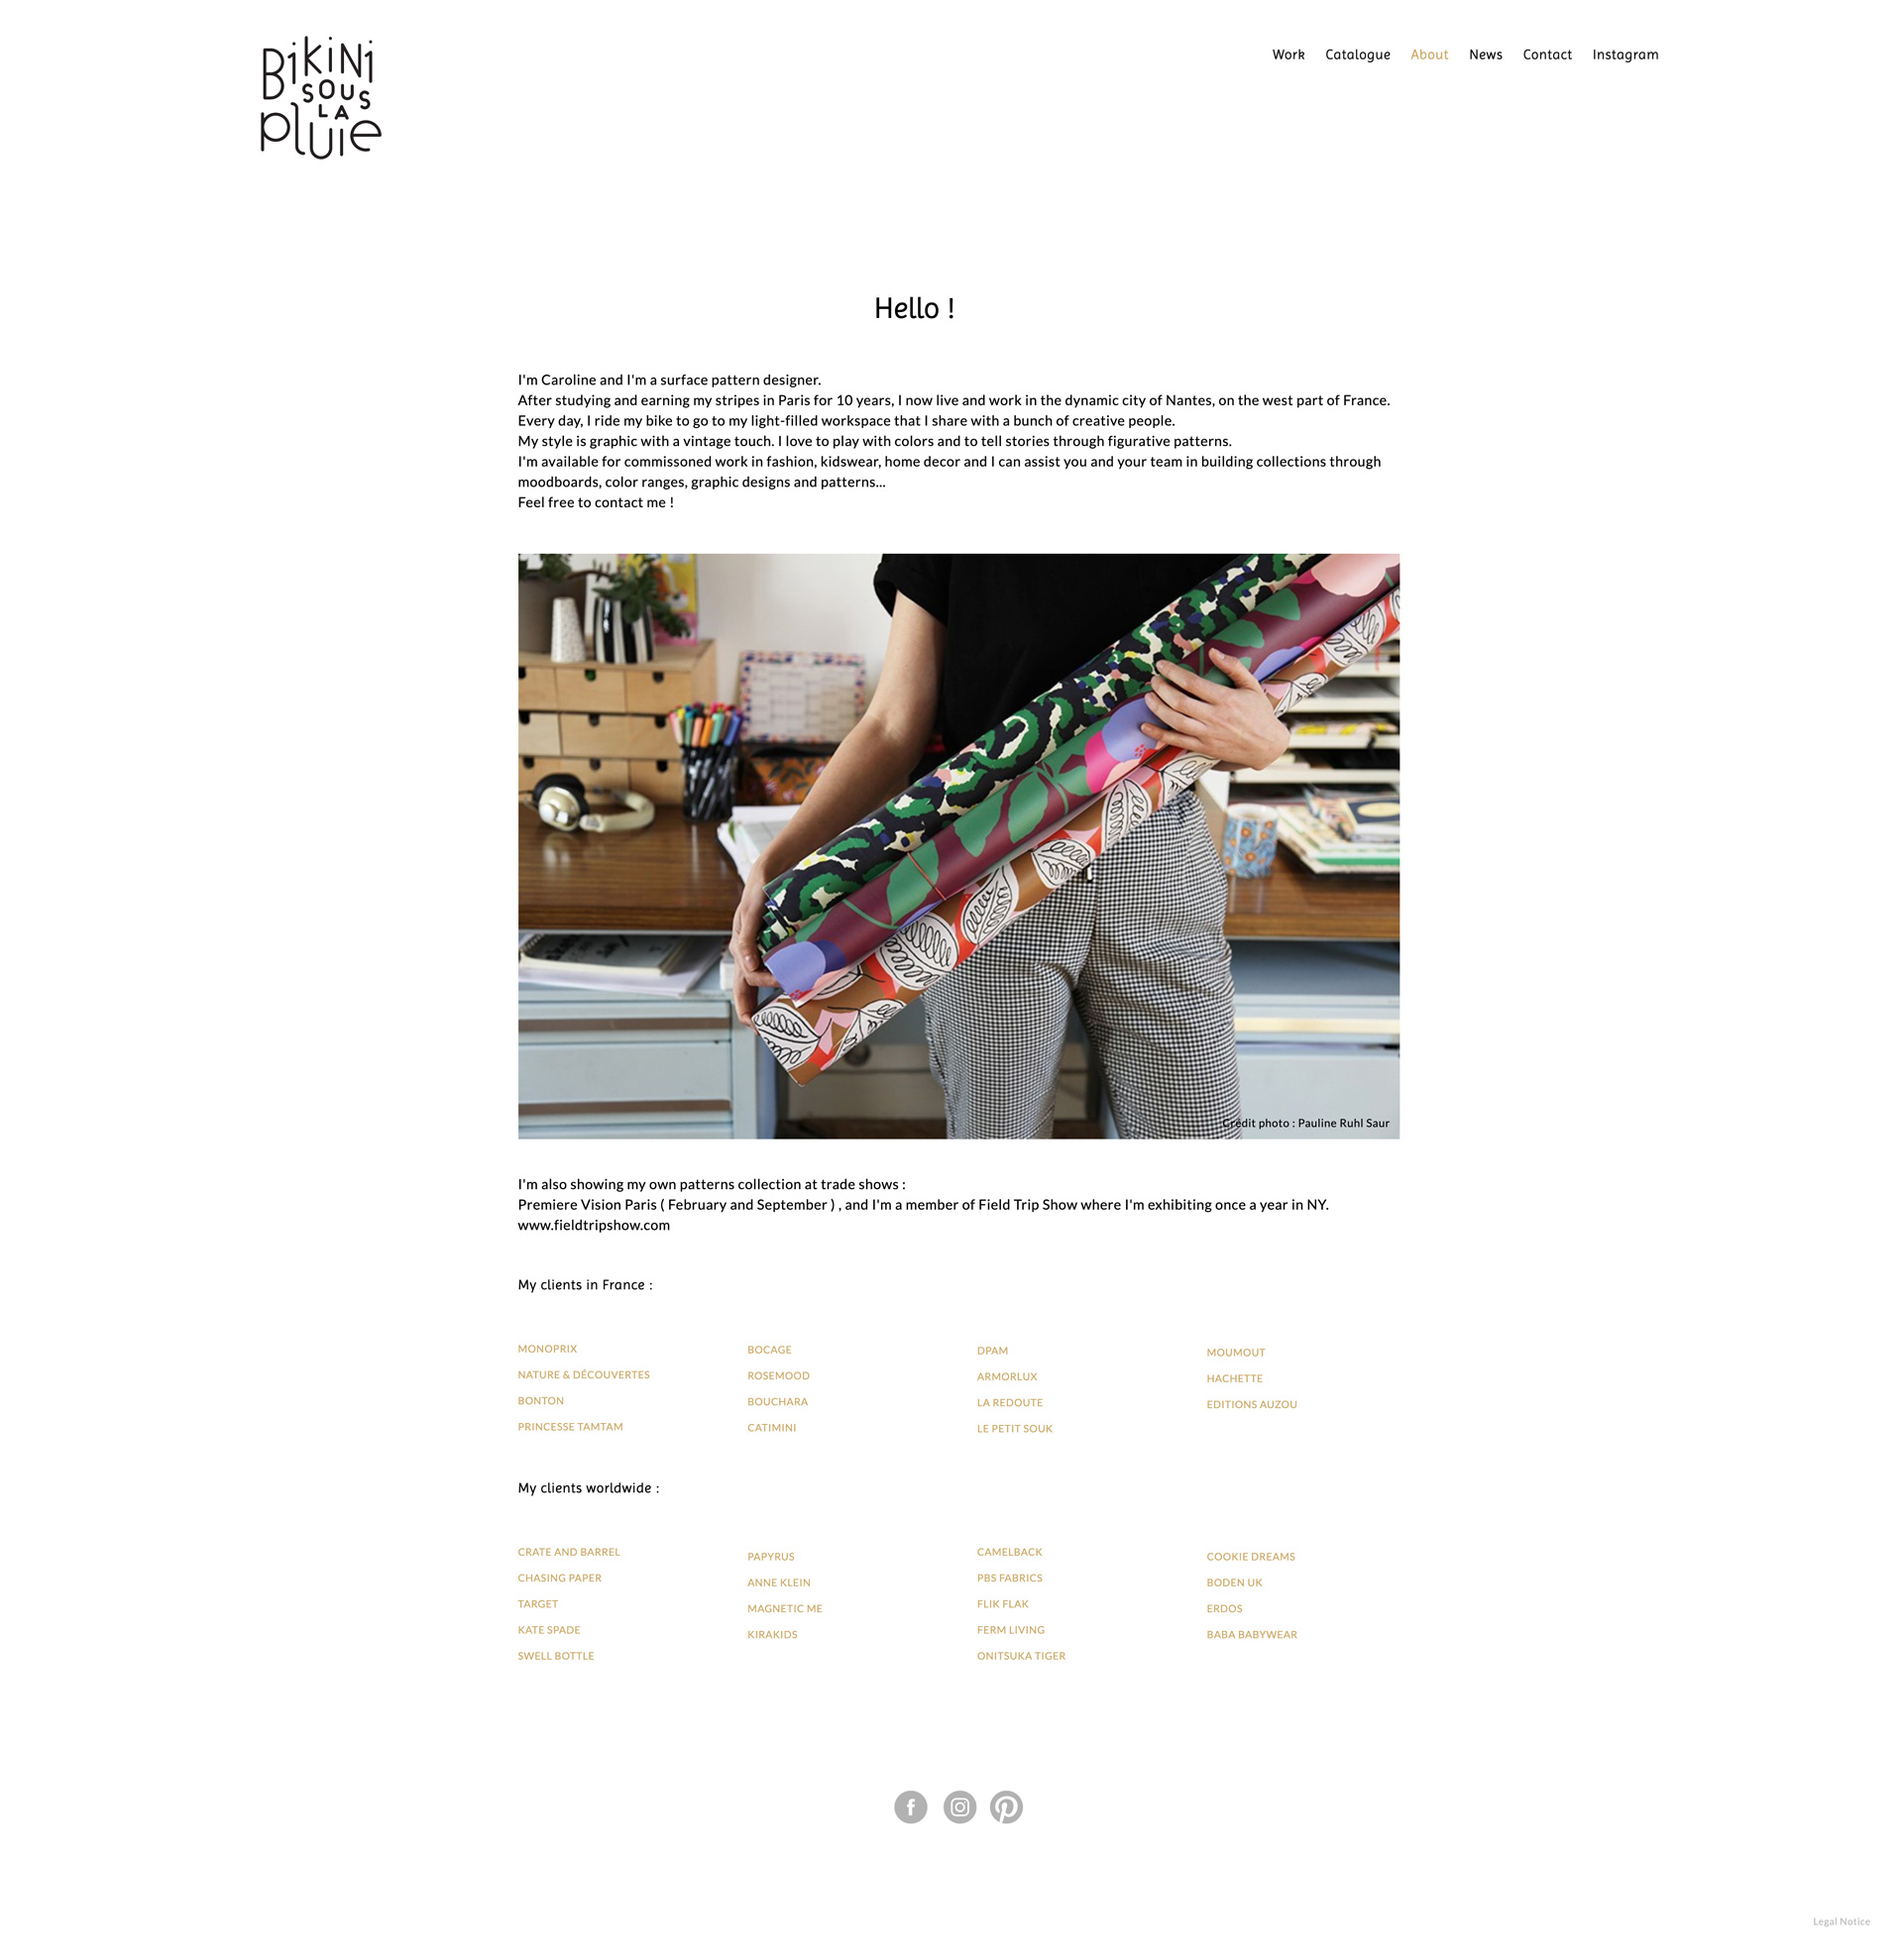 BiKiNi
SOUS
LA
pluie
Work Catalogue About News Contact Instagram
Hello !
I'm Caroline and I'm a surface pattern designer.
After studying and earning my stripes in Paris for 10 years, I now live and work in the dynamic city of Nantes, on the west part of France.
Every day, I ride my bike to go to my light-filled workspace that I share with a bunch of creative people.
My style is graphic with a vintage touch. I love to play with colors and to tell stories through figurative patterns.
I'm available for commissoned work in fashion, kidswear, home decor and I can assist you and your team in building collections through
moodboards, color ranges, graphic designs and patterns...
Feel free to contact me !
Crédit photo : Pauline Ruhl Saur
I'm also showing my own patterns collection at trade shows :
Premiere Vision Paris ( February and September ) , and I'm a member of Field Trip Show where I'm exhibiting once a year in NY.
www.fieldtripshow.com
My clients in France :
MONOPRIX
NATURE & DÉCOUVERTES
BONTON
PRINCESSE TAMTAM
BOCAGE
ROSEMOOD
BOUCHARA
CATIMINI
DPAM
ARMORLUX
LA REDOUTE
LE PETIT SOUK
MOUMOUT
HACHETTE
EDITIONS AUZOU
My clients worldwide :
CRATE AND BARREL
CHASING PAPER
TARGET
KATE SPADE
SWELL BOTTLE
PAPYRUS
ANNE KLEIN
MAGNETIC ME
KIRAKIDS
CAMELBACK
PBS FABRICS
FLIK FLAK
FERM LIVING
ONITSUKA TIGER
COOKIE DREAMS
BODEN UK
ERDOS
BABA BABYWEAR
Legal Notice